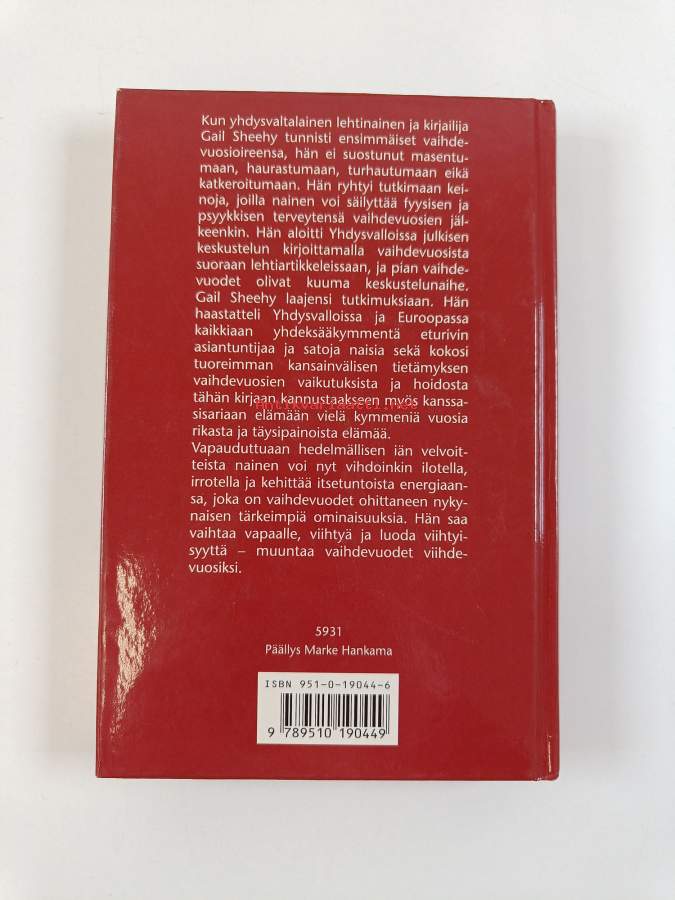 Kun yhdysvaltalainen lehtinainen ja kirjailija
Gail Sheehy tunnisti ensimmäiset vaihde-
vuosioireensa, hän ei suostunut masentu-
maan, haurastumaan, turhautumaan eikä
katkeroitumaan. Hän ryhtyi tutkimaan kei-
noja, joilla nainen voi säilyttää fyysisen ja
psyykkisen terveytensä vaihdevuosien jäl-
keenkin. Hän aloitti Yhdysvalloissa julkisen
keskustelun kirjoittamalla vaihdevuosista
suoraan lehtiartikkeleissaan, ja pian vaihde-
vuodet olivat kuuma keskustelunaihe.
Gail Sheehy laajensi tutkimuksiaan. Hän
haastatteli Yhdysvalloissa ja Euroopassa
kaikkiaan yhdeksääkymmentä eturivin
asiantuntijaa ja satoja naisia sekä kokosi
tuoreimman kansainvälisen tietämyksen
vaihdevuosien vaikutuksista ja hoidosta
tähän kirjaan kannustaakseen myös kanssa-
Antikvariaatti.net
sisariaan elämään vielä kymmeniä vuosia
rikasta ja täysipainoista elämää.
Vapauduttuaan hedelmällisen iän velvoit-
teista nainen voi nyt vihdoinkin ilotella,
irrotella ja kehittää itsetuntoista energiaan-
sa, joka on vaihdevuodet ohittaneen nyky-
naisen tärkeimpiä ominaisuuksia. Hän saa
vaihtaa vapaalle, viihtyä ja luoda viihtyi-
syyttä – muuntaa vaihdevuodet viihde-
vuosiksi.
5931
Päällys Marke Hankama
ISBN 951-0-19044-6
9 789510 190449